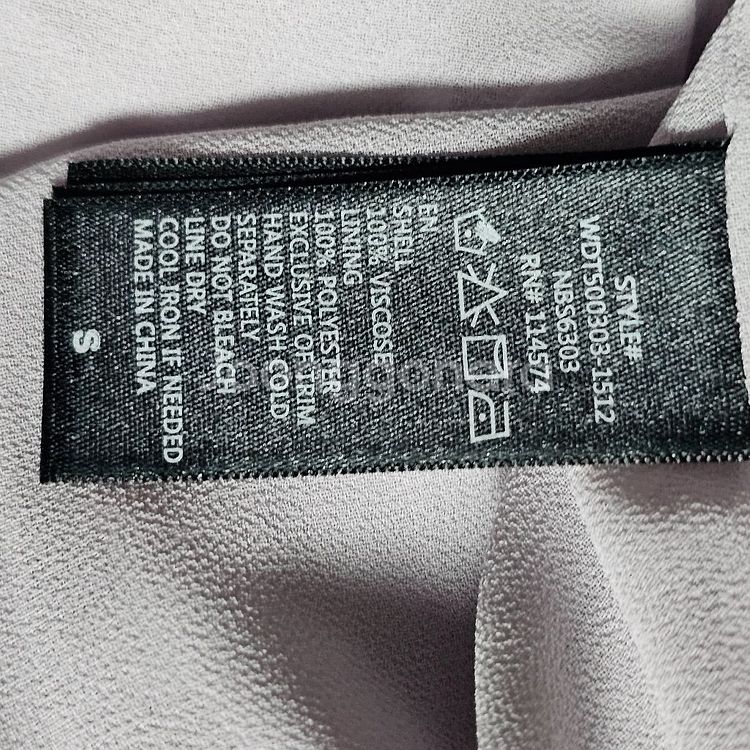 STYLE#
WDT500303-1512
NBS6303
RN# 114574
EN
SHELL
100% VISCOSE
LINING
100% POLYESTER
EXCLUSIVE OF TRIM
HAND WASH COLD
SEPARATELY
DO NOT BLEACH
LINE DRY
COOL IRON IF NEEDED
MADE IN CHINA
S